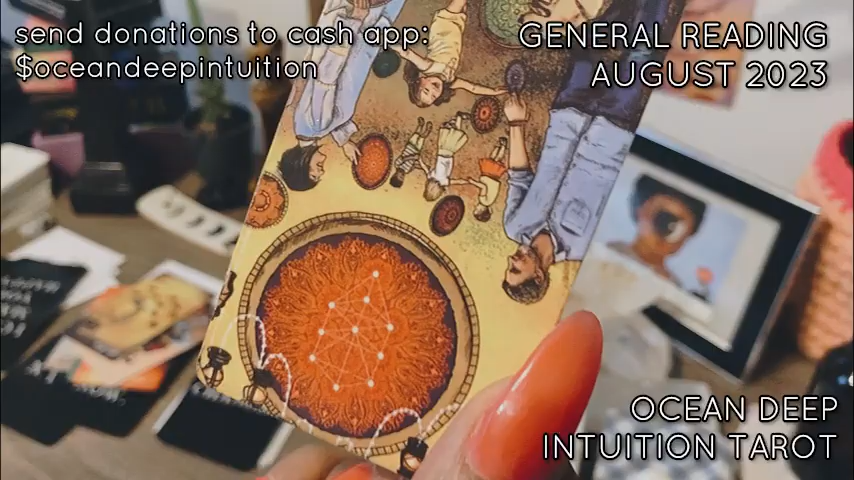 send donations to cash app:
$oceandeepintuition
GENERAL READING
AUGUST 2023
OCEAN DEEP
INTUITION TAROT